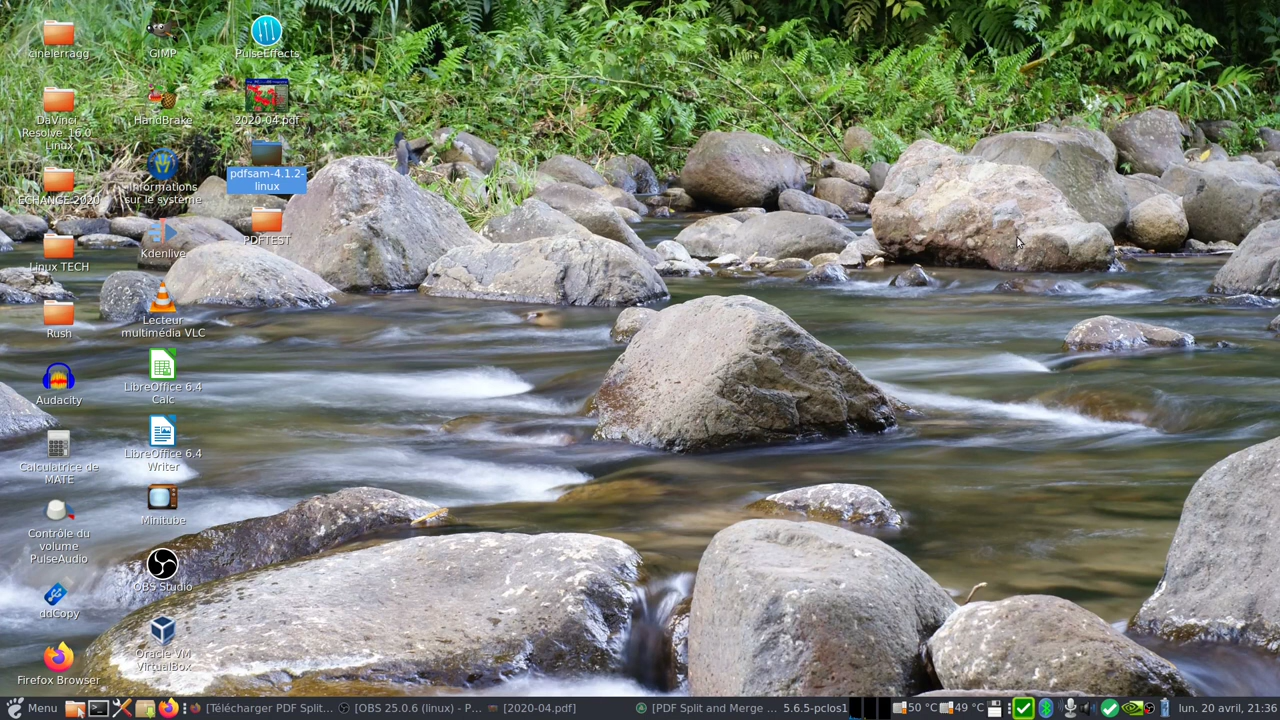 cinelerragg
GIMP
PulseEffects
DaVinci
Resolve_16.0
Linux
HandBrake
2020-04.pdf
ECHANGE 2020
Informations
sur le système
pdfsam-4.1.2-
linux
Linux TECH
Kdenlive
PDFTEST
Rush
Lecteur
multimédia VLC
Audacity
LibreOffice 6.4
Calc
Calculatrice de
MATE
LibreOffice 6.4
Writer
Contrôle du
volume
PulseAudio
Minitube
ddCopy
OBS Studio
Firefox Browser
Oracle VM
VirtualBox
Menu [Télécharger PDF Split... [OBS 25.0.6 (linux) - P... [2020-04.pdf] [PDF Split and Merge ... 5.6.5-pclos1 50 °C 49 °C lun. 20 avril, 21:36